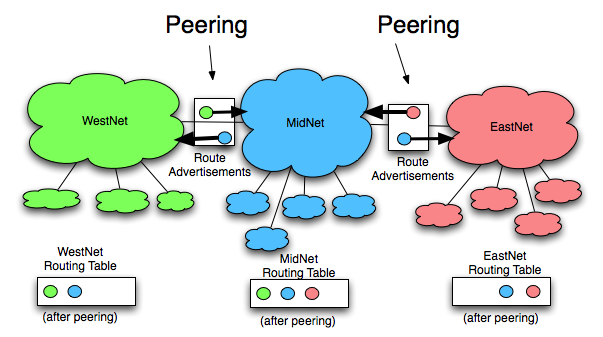 Peering
Peering
WestNet
MidNet
EastNet
Route
Advertisements
Route
Advertisements
WestNet
Routing Table
(after peering)
MidNet
Routing Table
(after peering)
EastNet
Routing Table
(after peering)